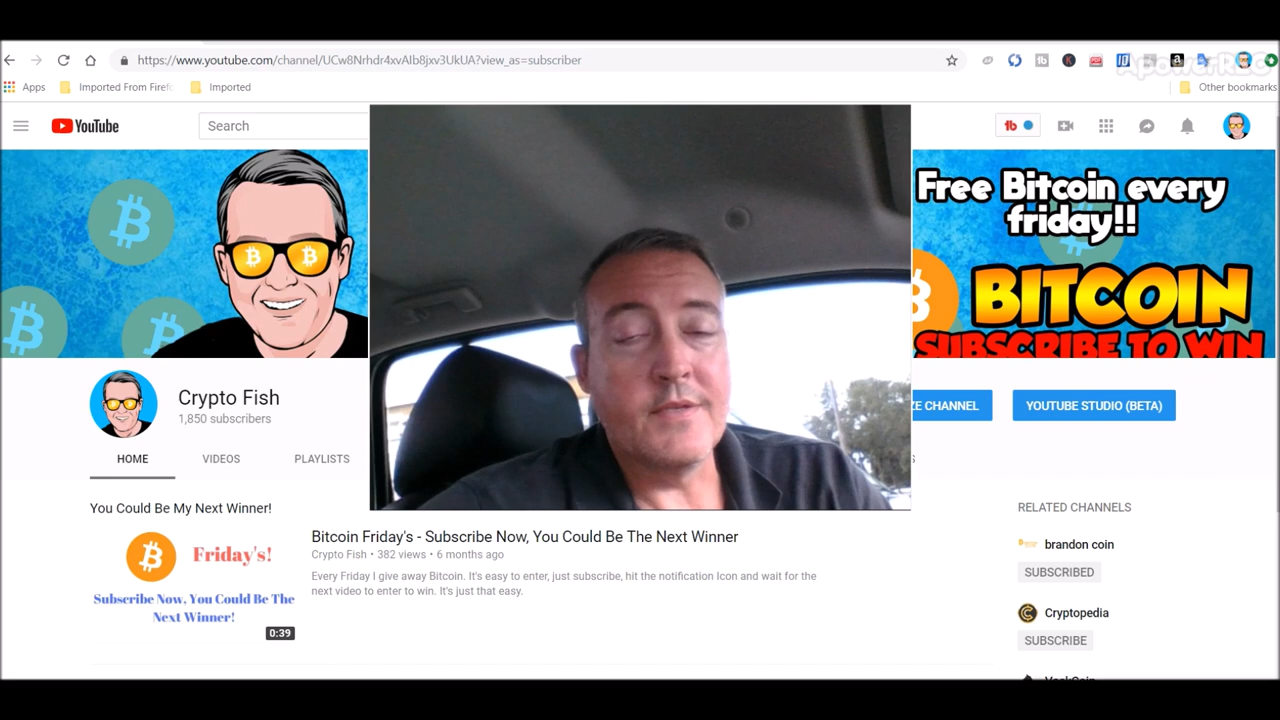 https://www.youtube.com/channel/UCw8Nrhdr4xvAIb8jxv3UkUA?view_as=subscriber
ApowerREC
Apps
Imported From Firef
Imported
Other bookmarks
YouTube
Search
tb
Free Bitcoin every
friday!!
BITCOIN
SUBSCRIBE TO WIN
Crypto Fish
1,850 subscribers
ZE CHANNEL
YOUTUBE STUDIO (BETA)
HOME
VIDEOS
PLAYLISTS
You Could Be My Next Winner!
RELATED CHANNELS
Friday's!
Subscribe Now, You Could Be The
Next Winner!
0:39
Bitcoin Friday's - Subscribe Now, You Could Be The Next Winner
Crypto Fish • 382 views • 6 months ago
Every Friday I give away Bitcoin. It's easy to enter, just subscribe, hit the notification Icon and wait for the
next video to enter to win. It's just that easy.
brandon coin
SUBSCRIBED
Cryptopedia
SUBSCRIBE